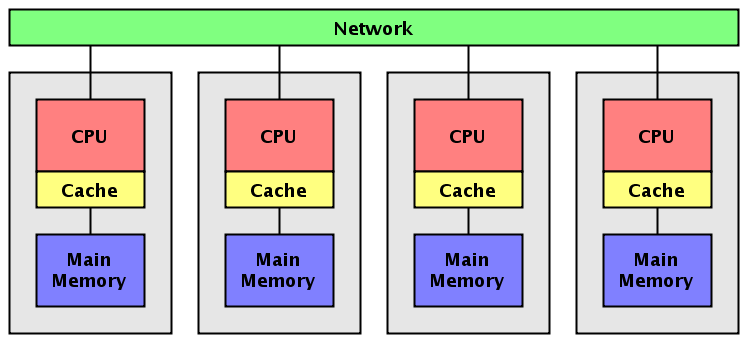 Network
CPU
Cache
Main
Memory
CPU
Cache
Main
Memory
CPU
Cache
Main
Memory
CPU
Cache
Main
Memory